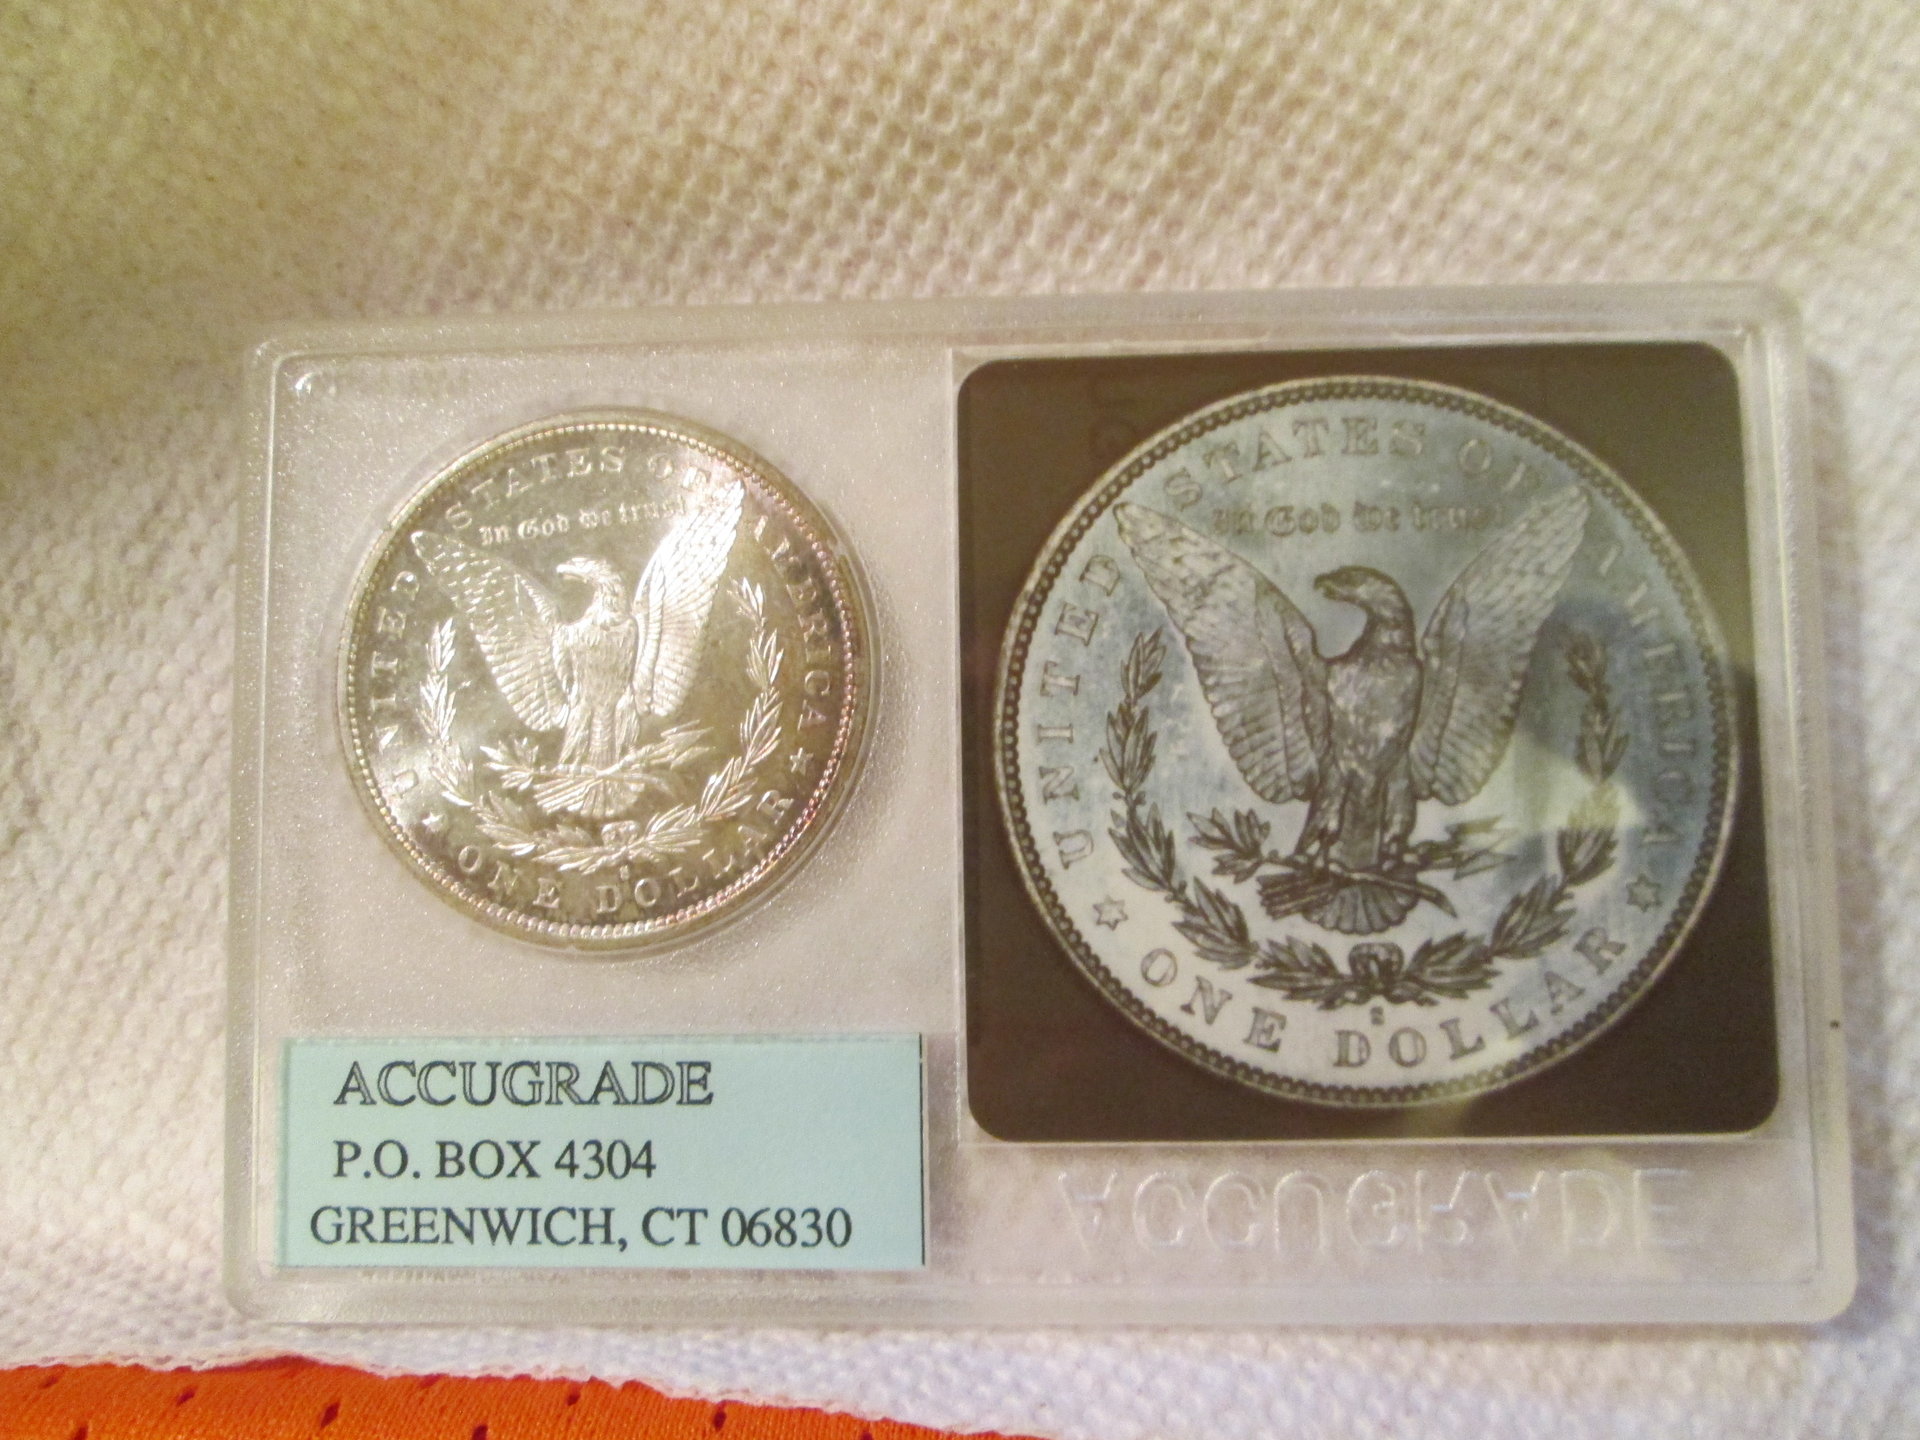 UNITED STATES OF AMERICA
In God we trust
ONE DOLLAR
S
UNITED STATES OF AMERICA
In God we trust
S
ONE DOLLAR
ACCUGRADE
P.O. BOX 4304
GREENWICH, CT 06830
ACCUGRADE